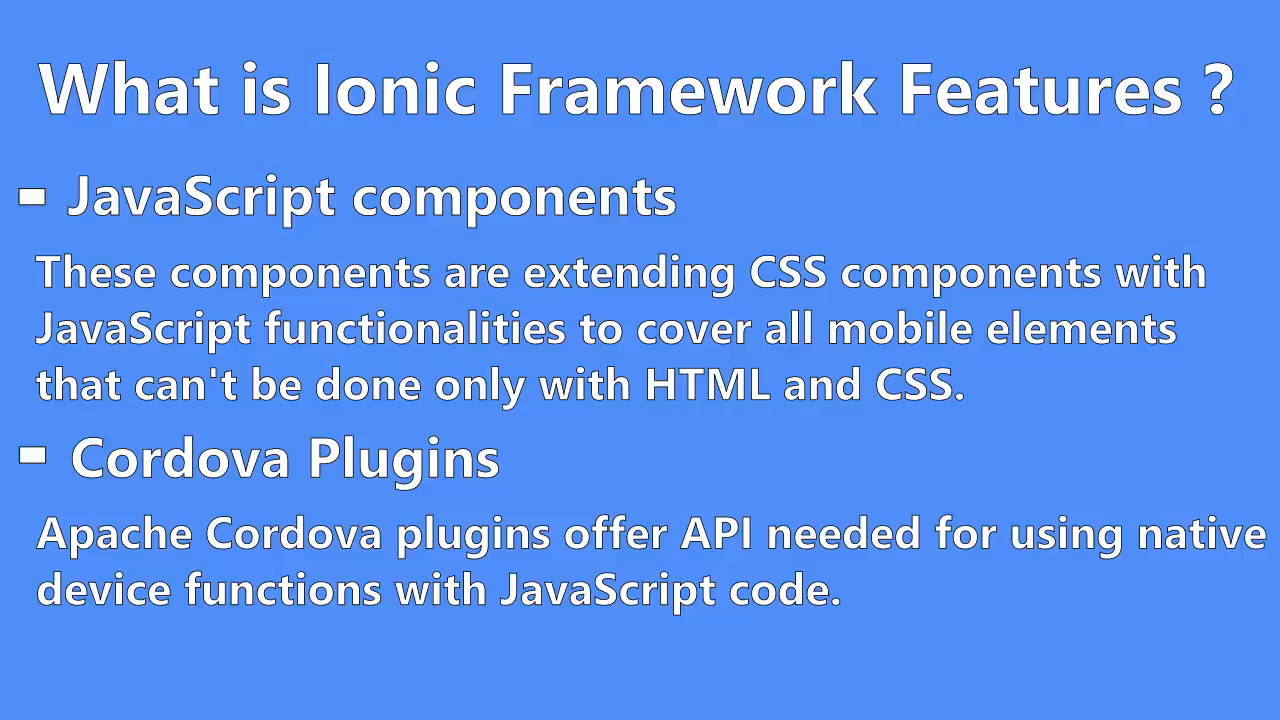 What is Ionic Framework Features ?
JavaScript components
These components are extending CSS components with
JavaScript functionalities to cover all mobile elements
that can't be done only with HTML and CSS.
Cordova Plugins
Apache Cordova plugins offer API needed for using native
device functions with JavaScript code.